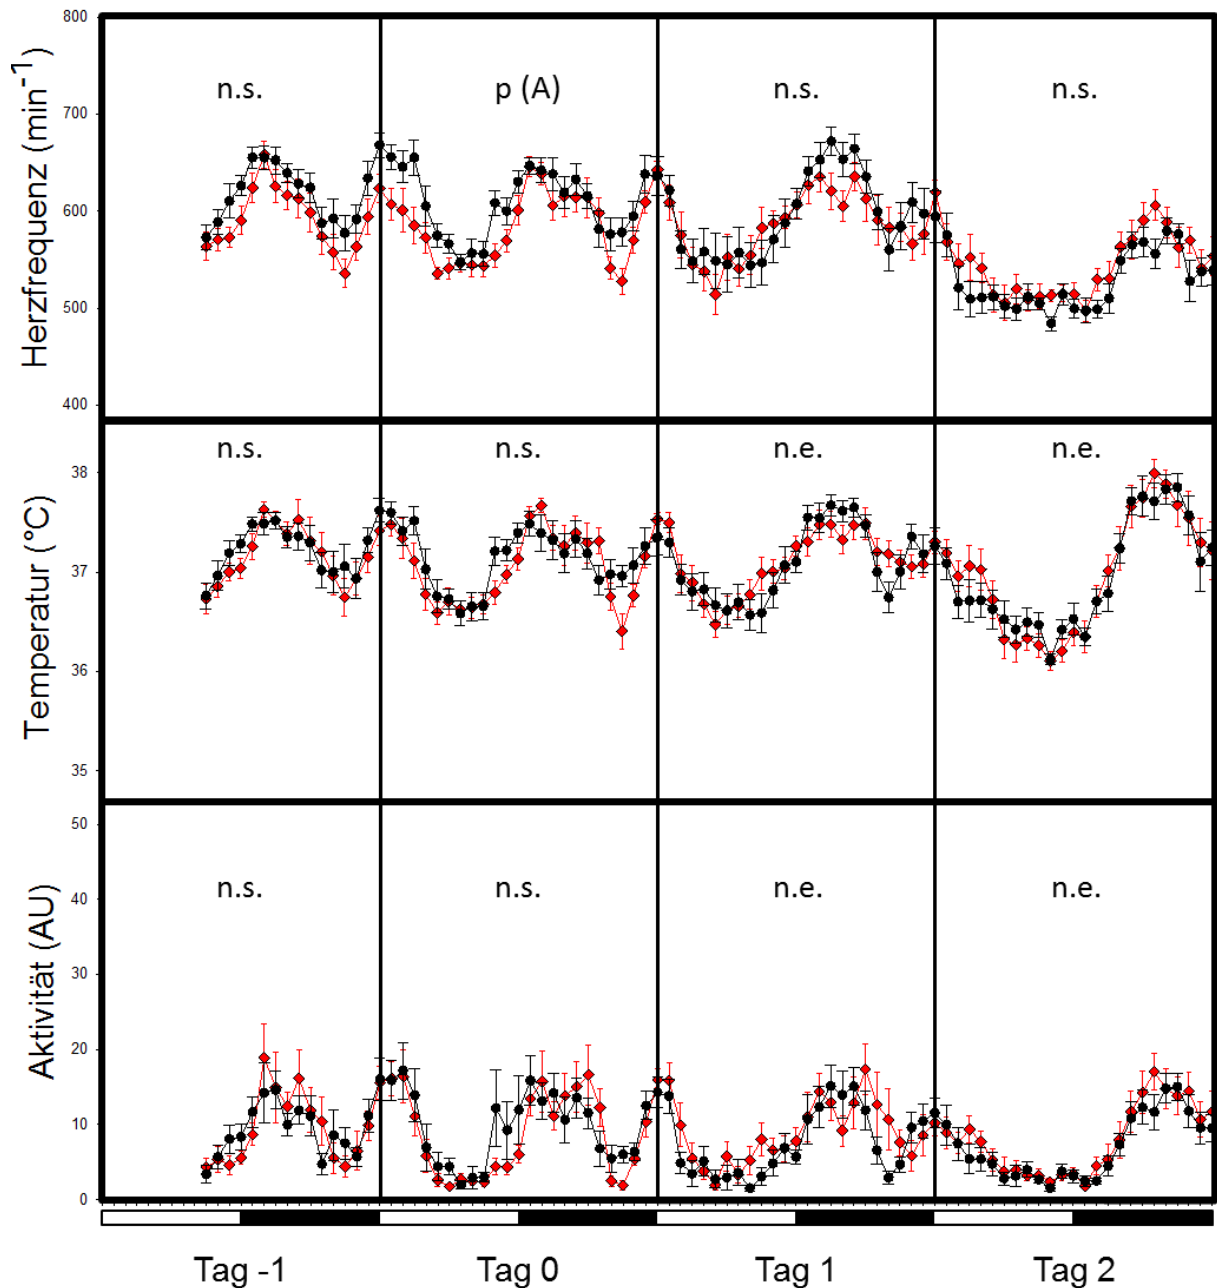 Herzfrequenz (min⁻¹)
800
700
600
500
400
n.s.
p (A)
n.s.
n.s.
Temperatur (°C)
38
37
36
35
n.s.
n.s.
n.e.
n.e.
Aktivität (AU)
50
40
30
20
10
0
n.s.
n.s.
n.e.
n.e.
Tag -1 Tag 0 Tag 1 Tag 2